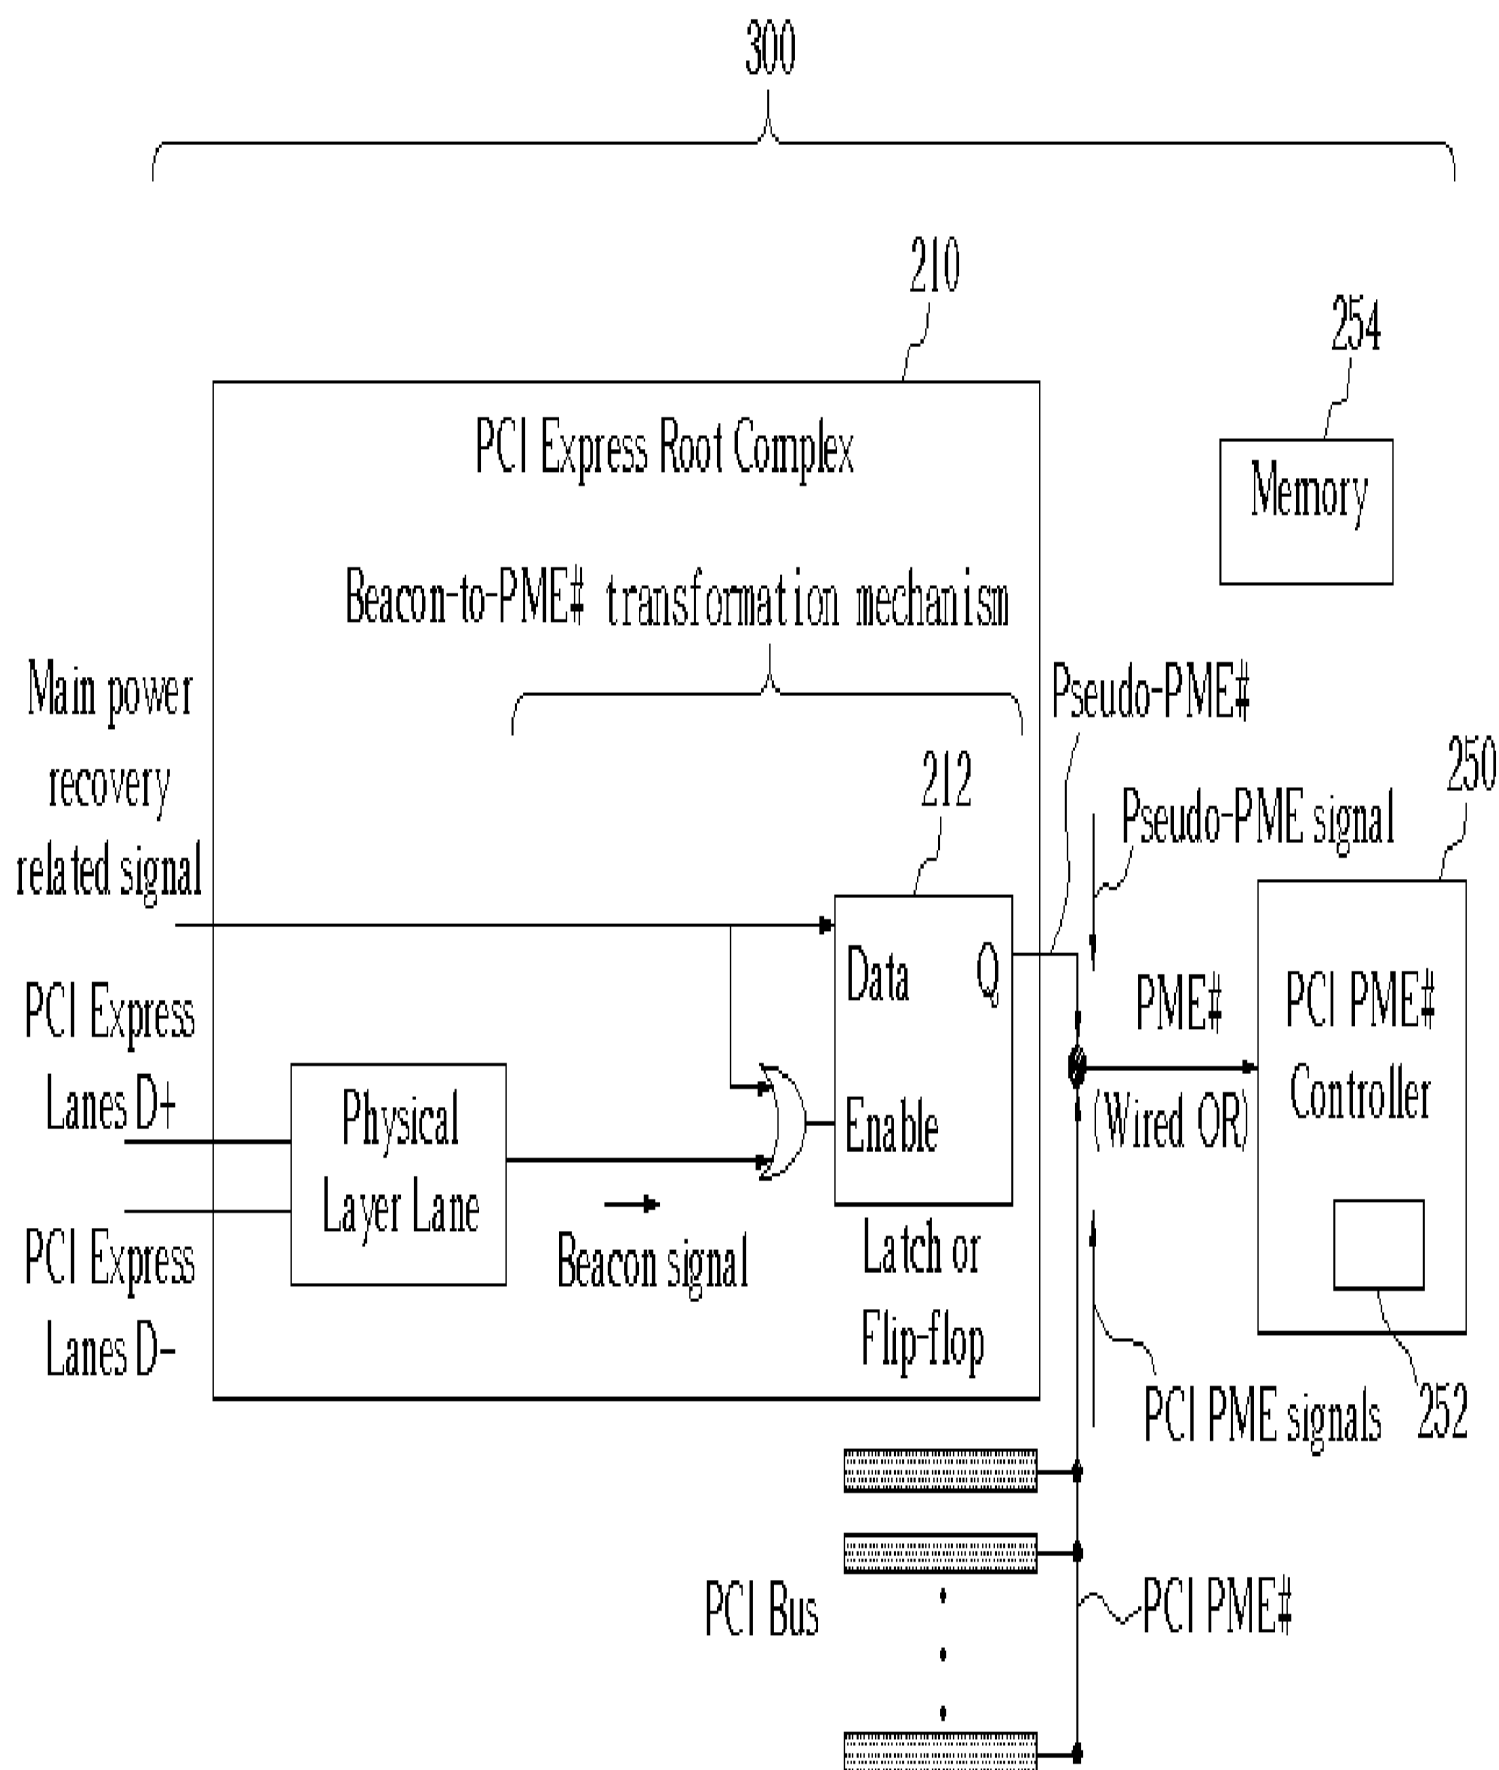 300
210
254
PCI Express Root Complex
Memory
Beacon-to-PME# transformation mechanism
Main power
recovery
related signal
Pseudo-PME#
212
250
Pseudo-PME signal
Data Q
PCI Express
Lanes D+
PME#
PCI PME#
Controller
Physical
Layer Lane
Enable
(Wired OR)
PCI Express
Lanes D-
Beacon signal
Latch or
Flip-flop
PCI PME signals
252
PCI Bus
PCI PME#